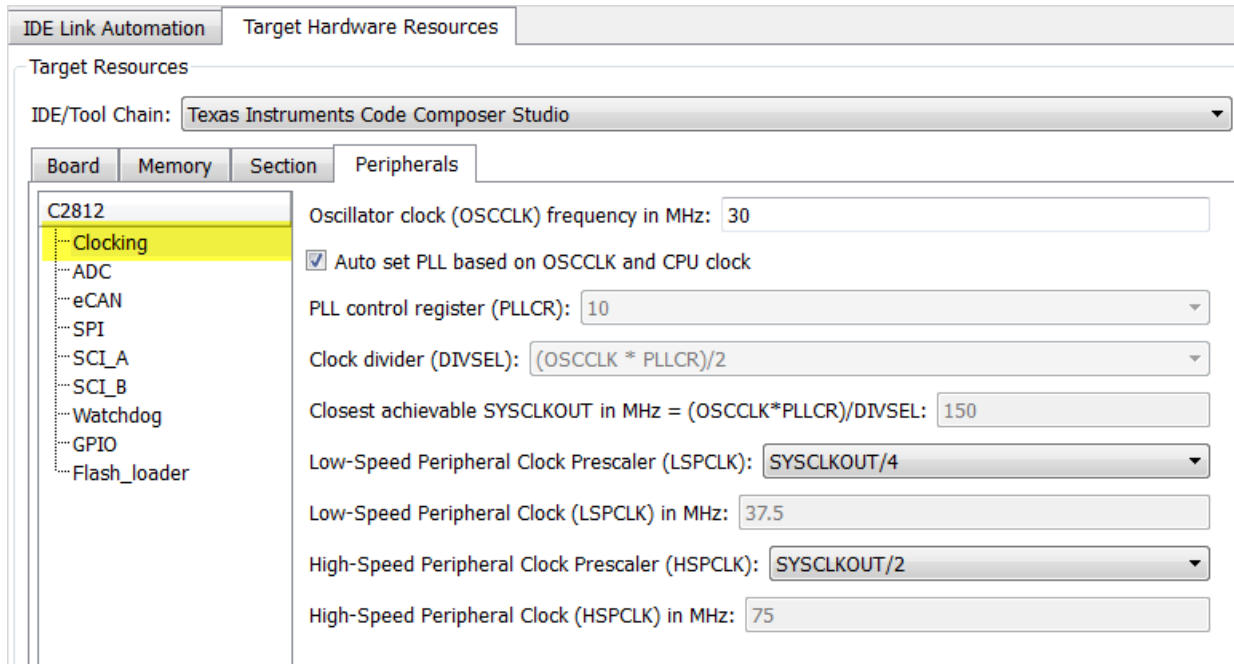 IDE Link Automation Target Hardware Resources
Target Resources
IDE/Tool Chain: Texas Instruments Code Composer Studio
Board Memory Section Peripherals
C2812
Clocking
ADC
eCAN
SPI
SCI_A
SCI_B
Watchdog
GPIO
Flash_loader
Oscillator clock (OSCCLK) frequency in MHz: 30
Auto set PLL based on OSCCLK and CPU clock
PLL control register (PLLCR): 10
Clock divider (DIVSEL): (OSCCLK * PLLCR)/2
Closest achievable SYSCLKOUT in MHz = (OSCCLK*PLLCR)/DIVSEL: 150
Low-Speed Peripheral Clock Prescaler (LSPCLK): SYSCLKOUT/4
Low-Speed Peripheral Clock (LSPCLK) in MHz: 37.5
High-Speed Peripheral Clock Prescaler (HSPCLK): SYSCLKOUT/2
High-Speed Peripheral Clock (HSPCLK) in MHz: 75